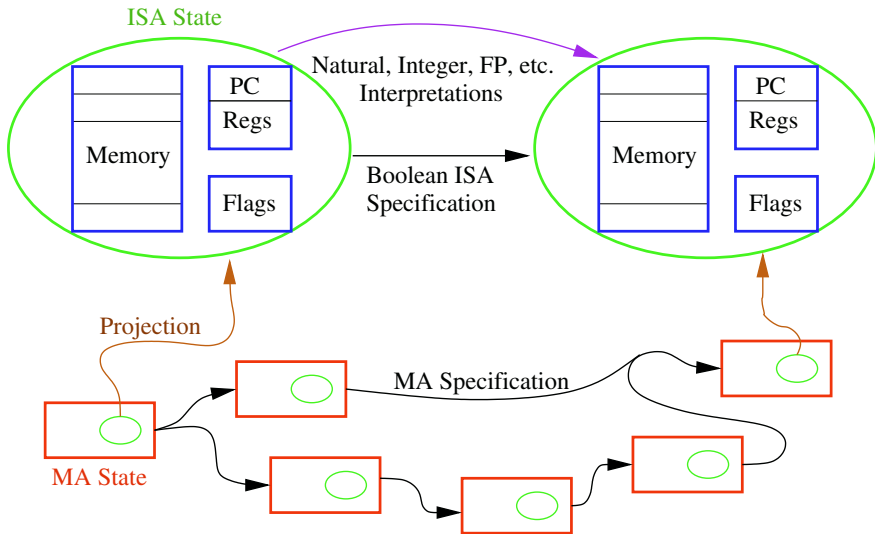 ISA State
Natural, Integer, FP, etc.
Interpretations
PC
Regs
Memory
Flags
Boolean ISA
Specification
PC
Regs
Memory
Flags
Projection
MA Specification
MA State